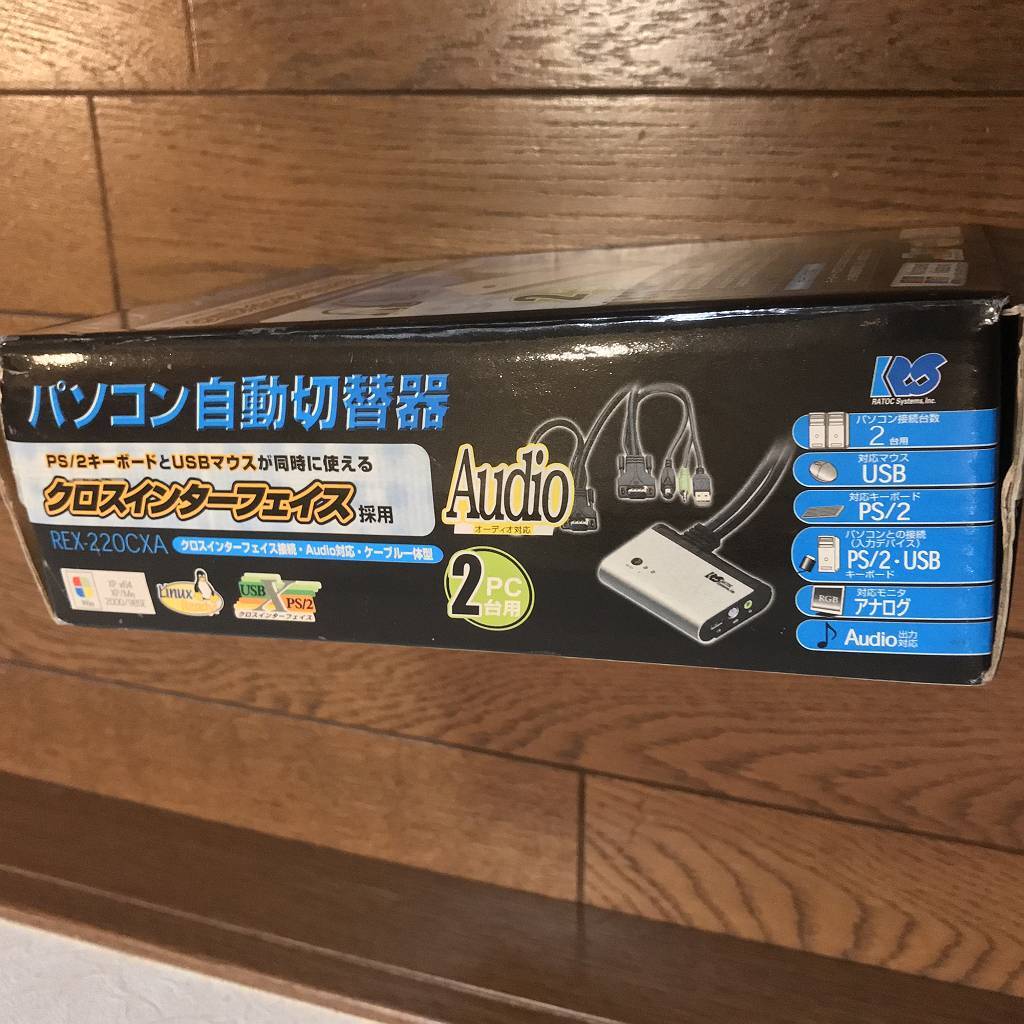 パソコン自動切替器
PS/2キーボードとUSBマウスが同時に使える
クロスインターフェイス採用
REX-220CXA
クロスインターフェイス接続・Audio対応・ケーブル一体型
Win
XP x64
XP/Me
2000/98SE
Linux
USB X PS/2
クロスインターフェイス
Audio
オーディオ対応
2PC台用
RATOC Systems, Inc.
パソコン接続台数
2台用
対応マウス
USB
対応キーボード
PS/2
パソコンとの接続
(入力デバイス)
PS/2・USB
キーボード
RGB
対応モニタ
アナログ
Audio出力対応